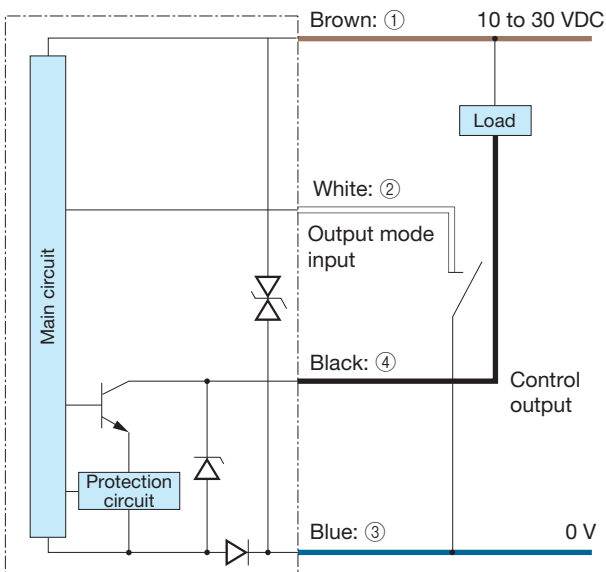 Brown: ① 10 to 30 VDC
Load
White: ②
Output mode
input
Main circuit
Black: ④
Control
output
Protection
circuit
Blue: ③ 0 V